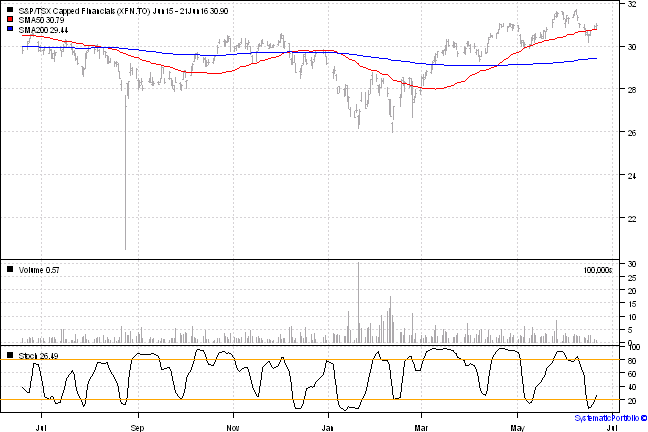 S&P/TSX Capped Financials (XFN.TO) Jun 15 - 21Jun16 30.90
SMA50 30.79
SMA200 29.44
32
30
28
26
24
22
Volume 0.57
100,000s
30
25
20
15
10
5
0
Stoch 26.49
100
80
60
40
20
Jul Sep Nov Jan Mar May Jul
SystematicPortfolio ©